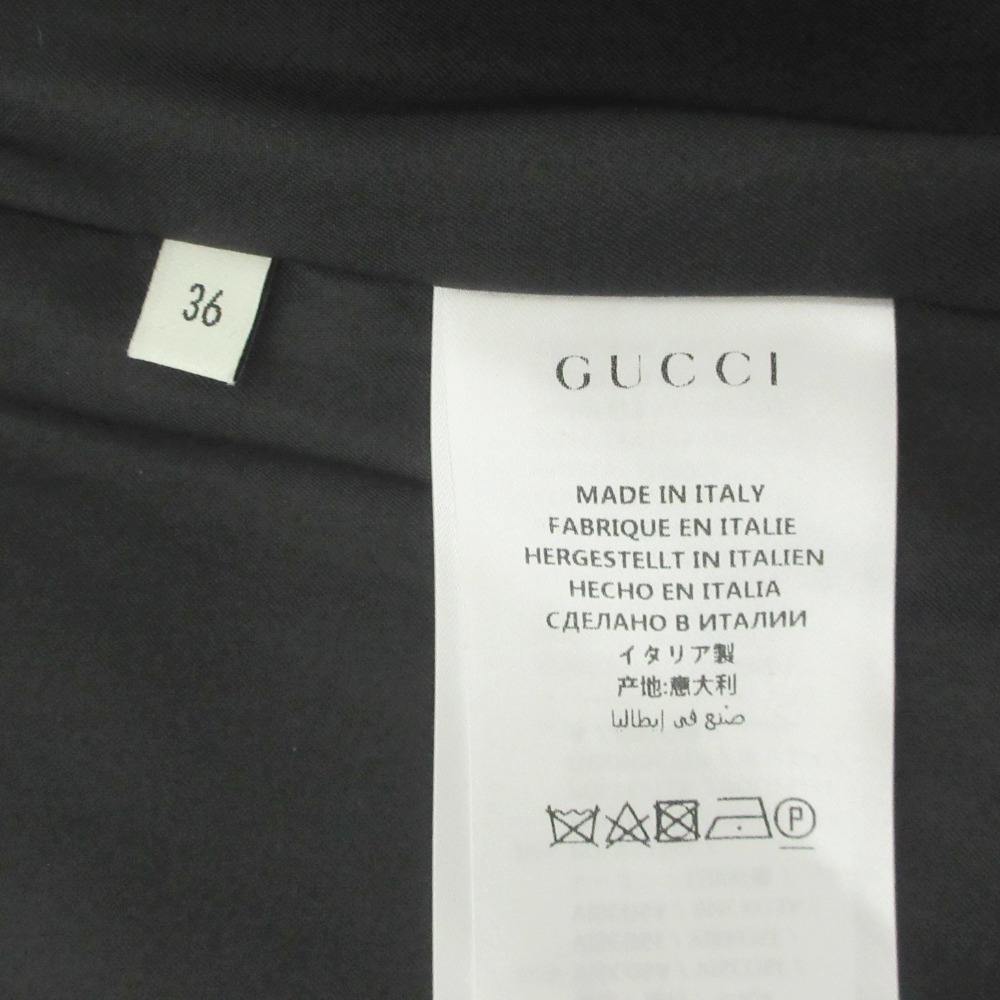 36
GUCCI
MADE IN ITALY
FABRIQUE EN ITALIE
HERGESTELLT IN ITALIEN
HECHO EN ITALIA
СДЕЛАНО В ИТАЛИИ
イタリア製
产地:意大利
صنع في إيطاليا
P